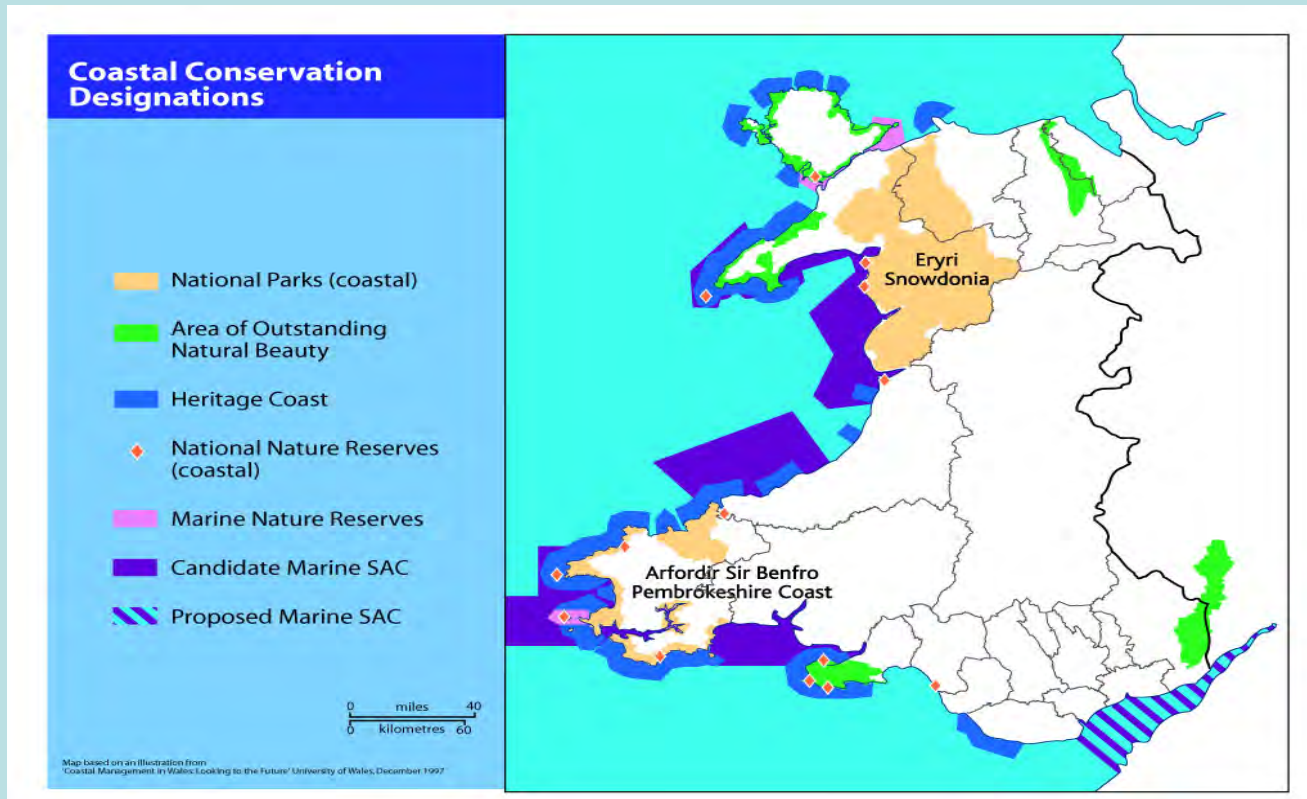 Coastal Conservation
Designations
National Parks (coastal)
Area of Outstanding
Natural Beauty
Heritage Coast
National Nature Reserves
(coastal)
Marine Nature Reserves
Candidate Marine SAC
Proposed Marine SAC
0 miles 40
0 kilometres 60
Map based on an illustration from
'Coastal Management in Wales: Looking to the Future' University of Wales, December 1997
Eryri
Snowdonia
Arfordir Sir Benfro
Pembrokeshire Coast